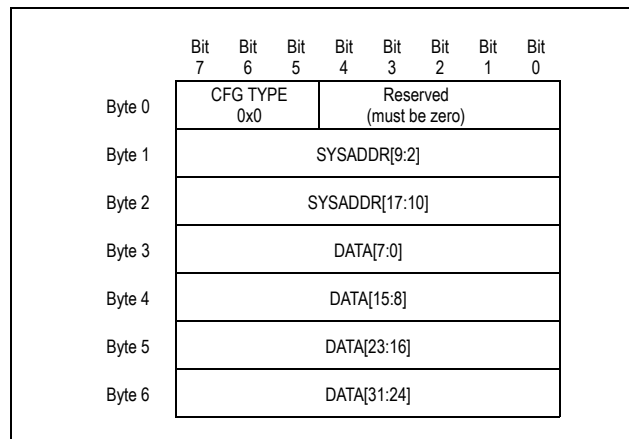 Bit Bit Bit Bit Bit Bit Bit Bit
7 6 5 4 3 2 1 0
Byte 0
CFG TYPE
0x0
Reserved
(must be zero)
Byte 1 SYSADDR[9:2]
Byte 2 SYSADDR[17:10]
Byte 3 DATA[7:0]
Byte 4 DATA[15:8]
Byte 5 DATA[23:16]
Byte 6 DATA[31:24]